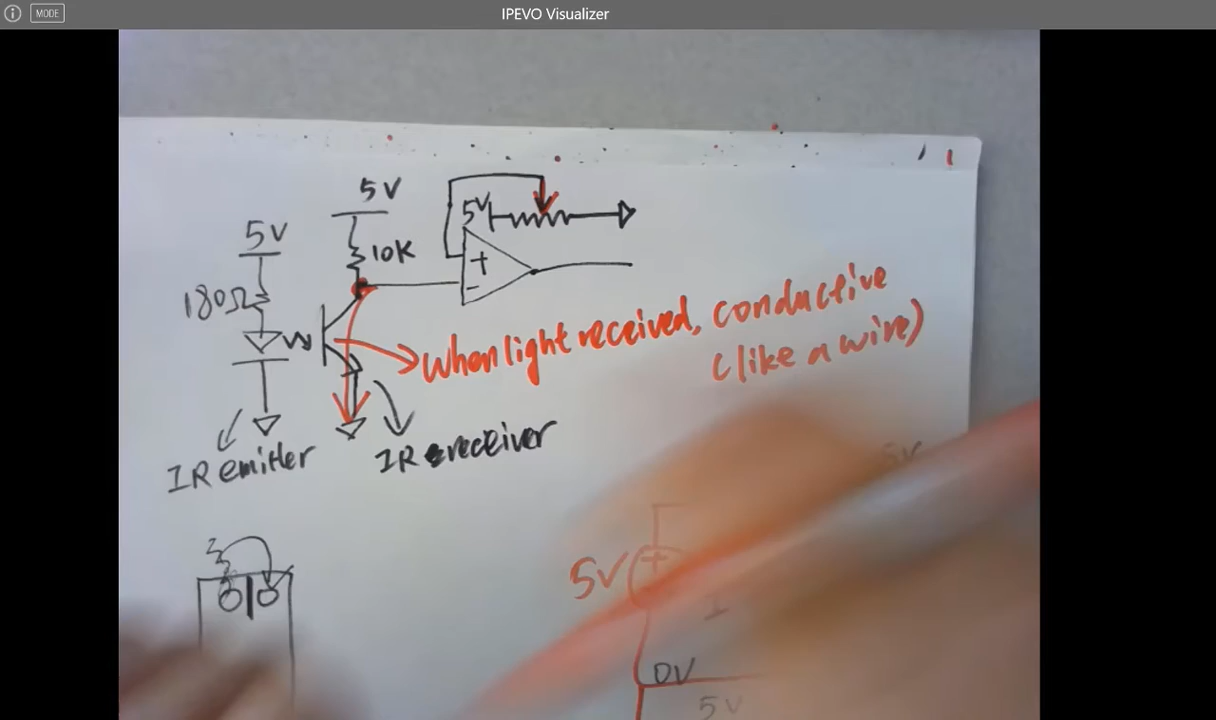 MODE
IPEVO Visualizer
5V
5V
5V
10K
+
-
180Ω
When light received, conductive
(like a wire)
IR emitter
IR receiver
5V
5V
+
0V
5V